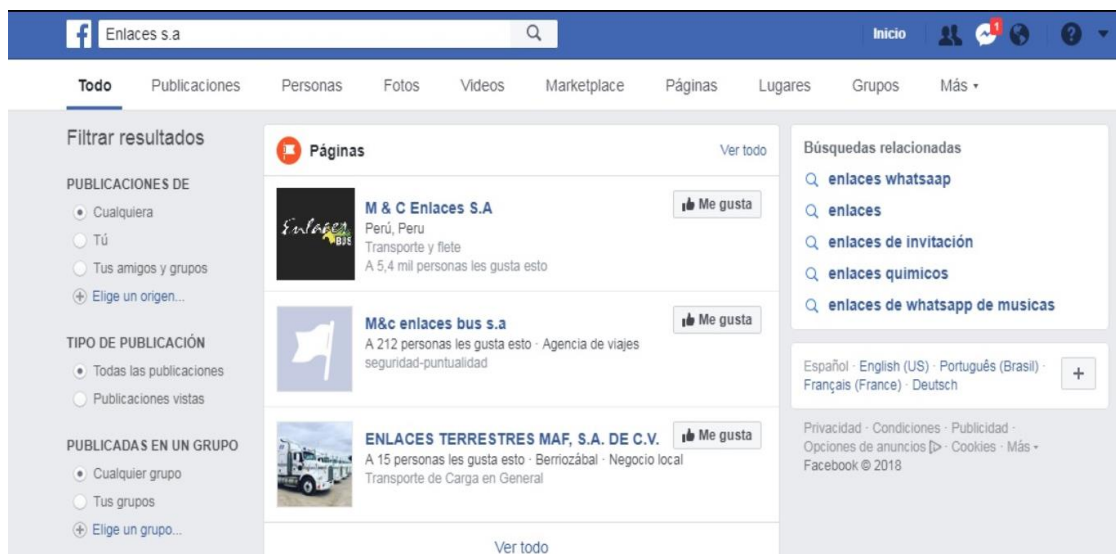 Enlaces s.a
Inicio
1
Todo Publicaciones Personas Fotos Videos Marketplace Páginas Lugares Grupos Más
Filtrar resultados
PUBLICACIONES DE
Cualquiera
Tú
Tus amigos y grupos
Elige un origen...
TIPO DE PUBLICACIÓN
Todas las publicaciones
Publicaciones vistas
PUBLICADAS EN UN GRUPO
Cualquier grupo
Tus grupos
Elige un grupo...
Páginas Ver todo
Enlaces
BUS
M & C Enlaces S.A
Me gusta
Perú, Peru
Transporte y flete
A 5,4 mil personas les gusta esto
M&c enlaces bus s.a
Me gusta
A 212 personas les gusta esto · Agencia de viajes
seguridad-puntualidad
ENLACES TERRESTRES MAF, S.A. DE C.V.
Me gusta
A 15 personas les gusta esto · Berriozábal · Negocio local
Transporte de Carga en General
Ver todo
Búsquedas relacionadas
enlaces whatsaap
enlaces
enlaces de invitación
enlaces quimicos
enlaces de whatsapp de musicas
Español · English (US) · Português (Brasil) ·
Français (France) · Deutsch
Privacidad · Condiciones · Publicidad ·
Opciones de anuncios · Cookies · Más
Facebook © 2018